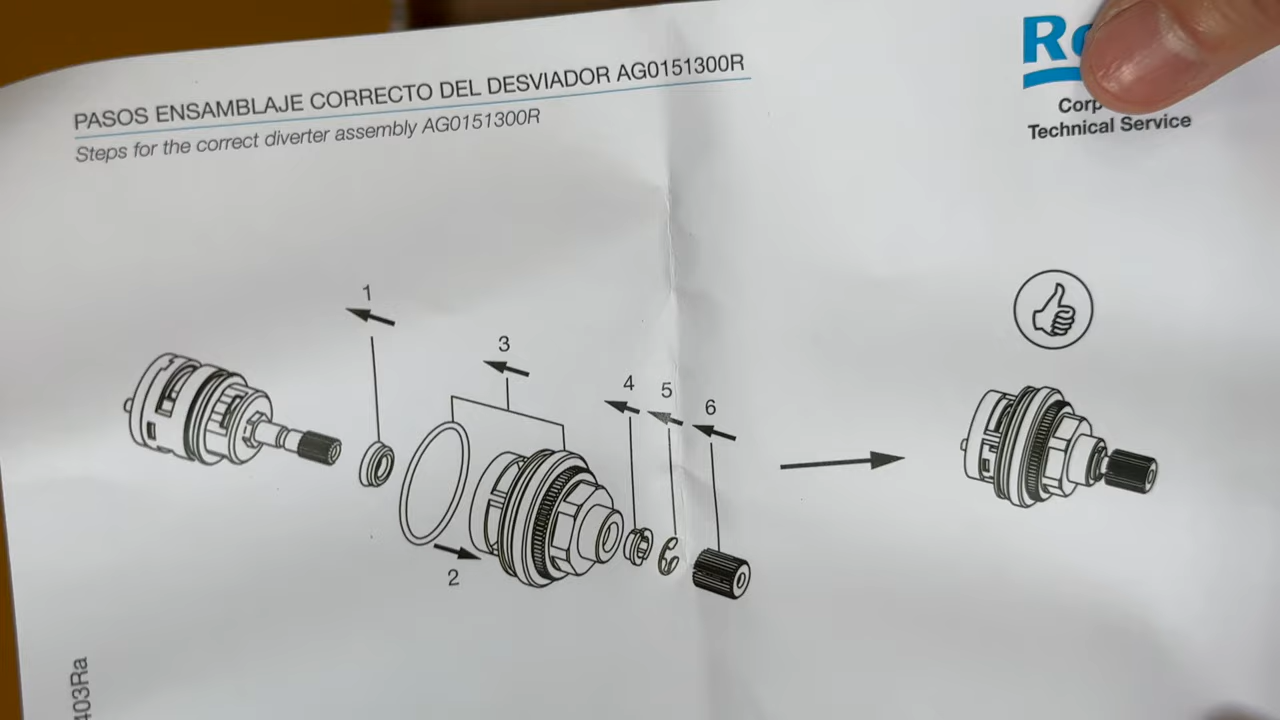 PASOS ENSAMBLAJE CORRECTO DEL DESVIADOR AG0151300R
Steps for the correct diverter assembly AG0151300R
Technical Service
1
3
4
5
6
2
403Ra